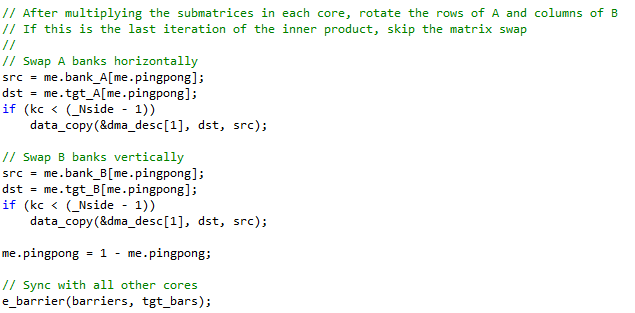 // After multiplying the submatrices in each core, rotate the rows of A and columns of B
// If this is the last iteration of the inner product, skip the matrix swap
//
// Swap A banks horizontally
src = me.bank_A[me.pingpong];
dst = me.tgt_A[me.pingpong];
if (kc < (_Nside - 1))
    data_copy(&dma_desc[1], dst, src);

// Swap B banks vertically
src = me.bank_B[me.pingpong];
dst = me.tgt_B[me.pingpong];
if (kc < (_Nside - 1))
    data_copy(&dma_desc[1], dst, src);

me.pingpong = 1 - me.pingpong;

// Sync with all other cores
e_barrier(barriers, tgt_bars);